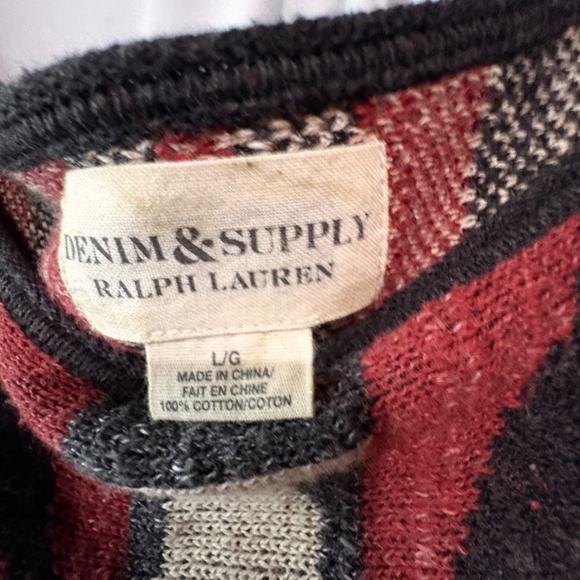 DENIM & SUPPLY
RALPH LAUREN
L/G
MADE IN CHINA/
FAIT EN CHINE
100% COTTON/COTON